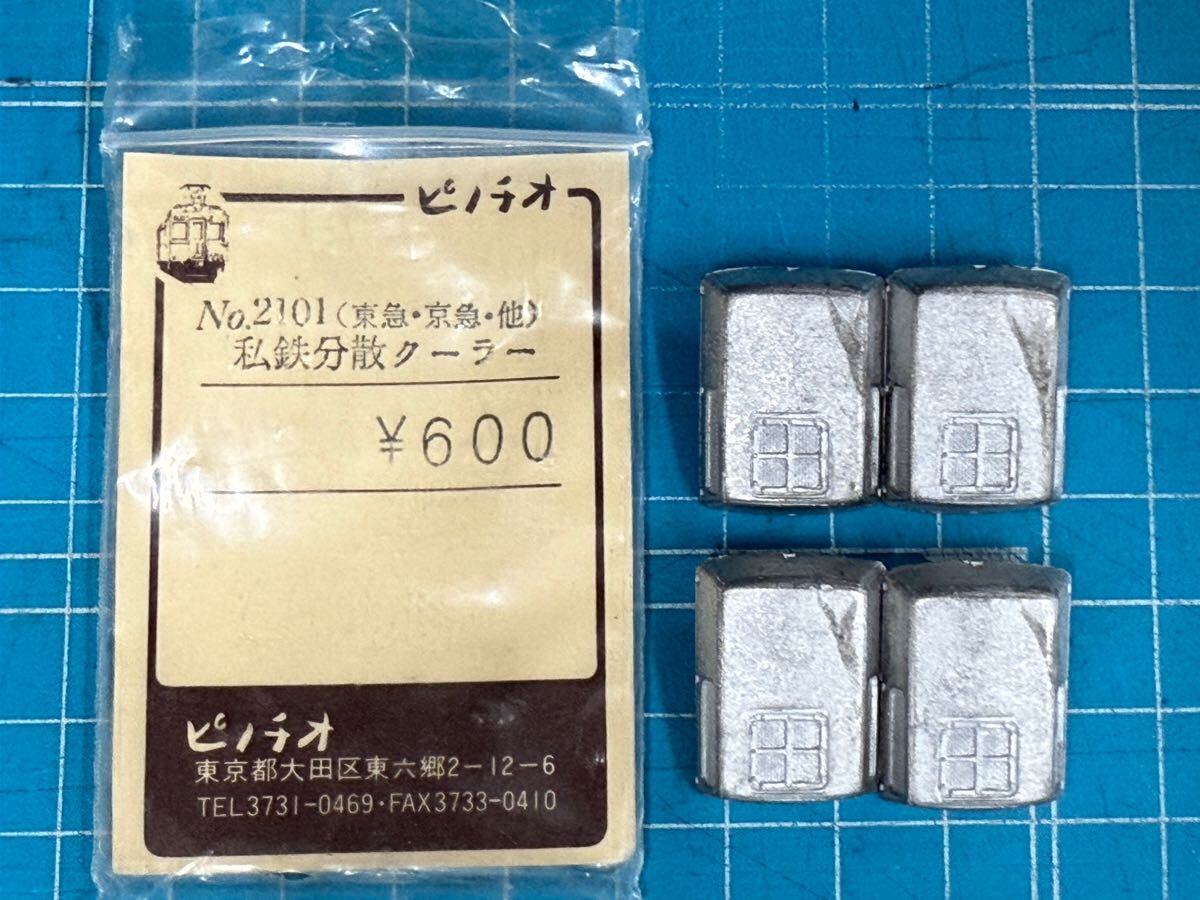 ピノチオ
No.2101(東急・京急・他)
私鉄分散クーラー
¥600
ピノチオ
東京都大田区東六郷2-12-6
TEL3731-0469・FAX3733-0410